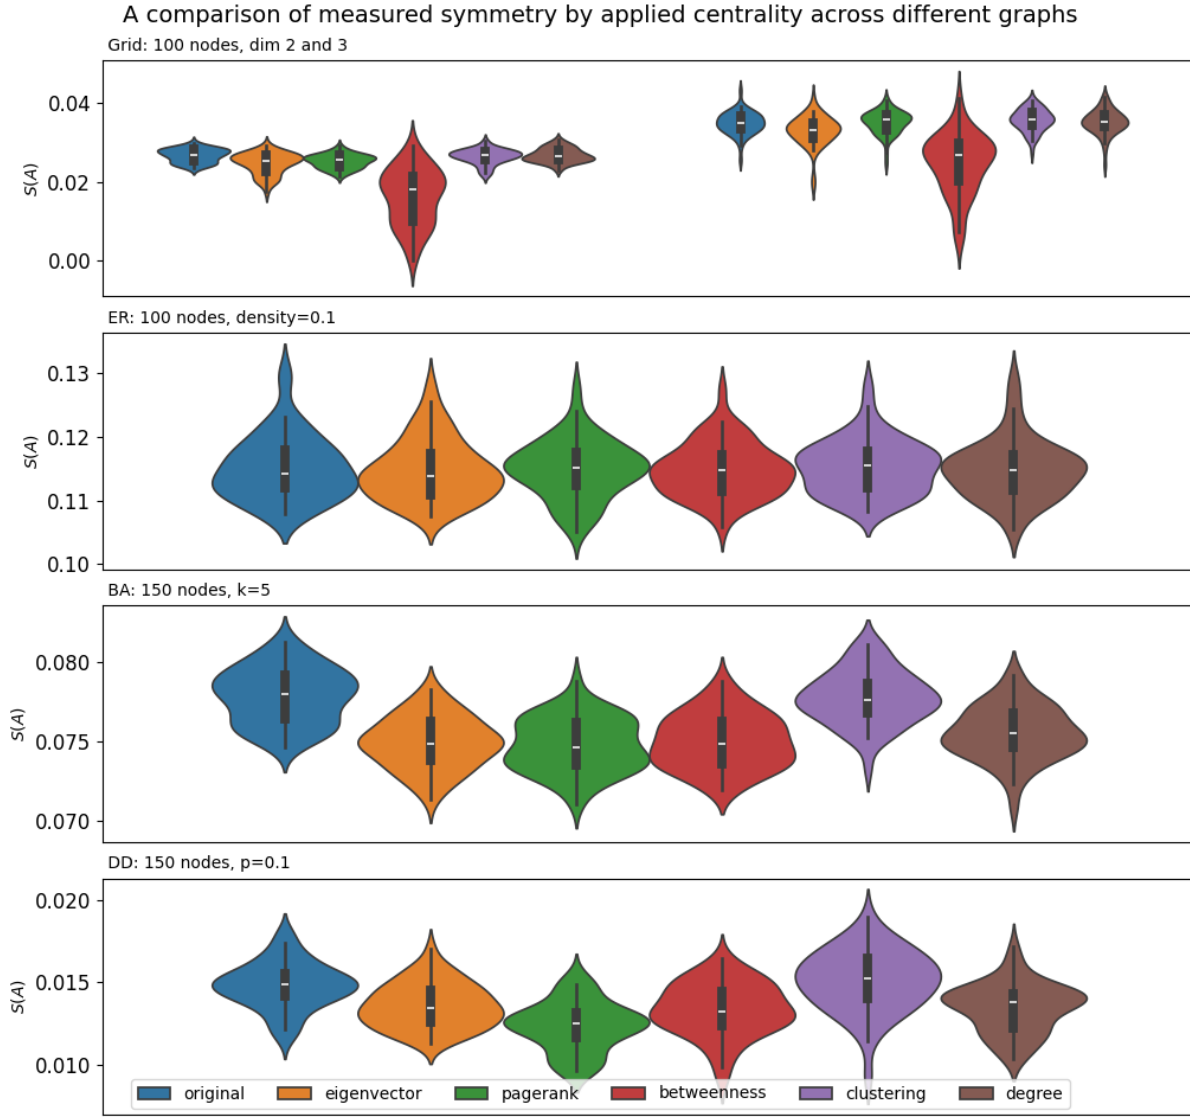 A comparison of measured symmetry by applied centrality across different graphs
Grid: 100 nodes, dim 2 and 3
0.04
0.02
0.00
S(A)
ER: 100 nodes, density=0.1
0.13
0.12
0.11
0.10
S(A)
BA: 150 nodes, k=5
0.080
0.075
0.070
S(A)
DD: 150 nodes, p=0.1
0.020
0.015
0.010
S(A)
original eigenvector pagerank betweenness clustering degree